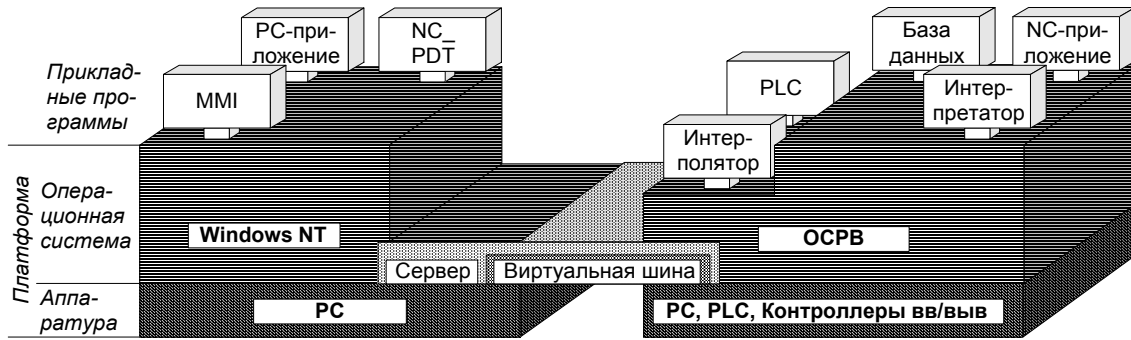 PC-при-
ложение
NC_
PDT
База
данных
NC-при-
ложение
Приклад-
ные про-
граммы
MMI
PLC
Интер-
претатор
Интер-
полятор
Платформа
Опера-
ционная
система
Windows NT
ОСРВ
Сервер
Виртуальная шина
Аппа-
ратура
PC
PC, PLC, Контроллеры вв/выв